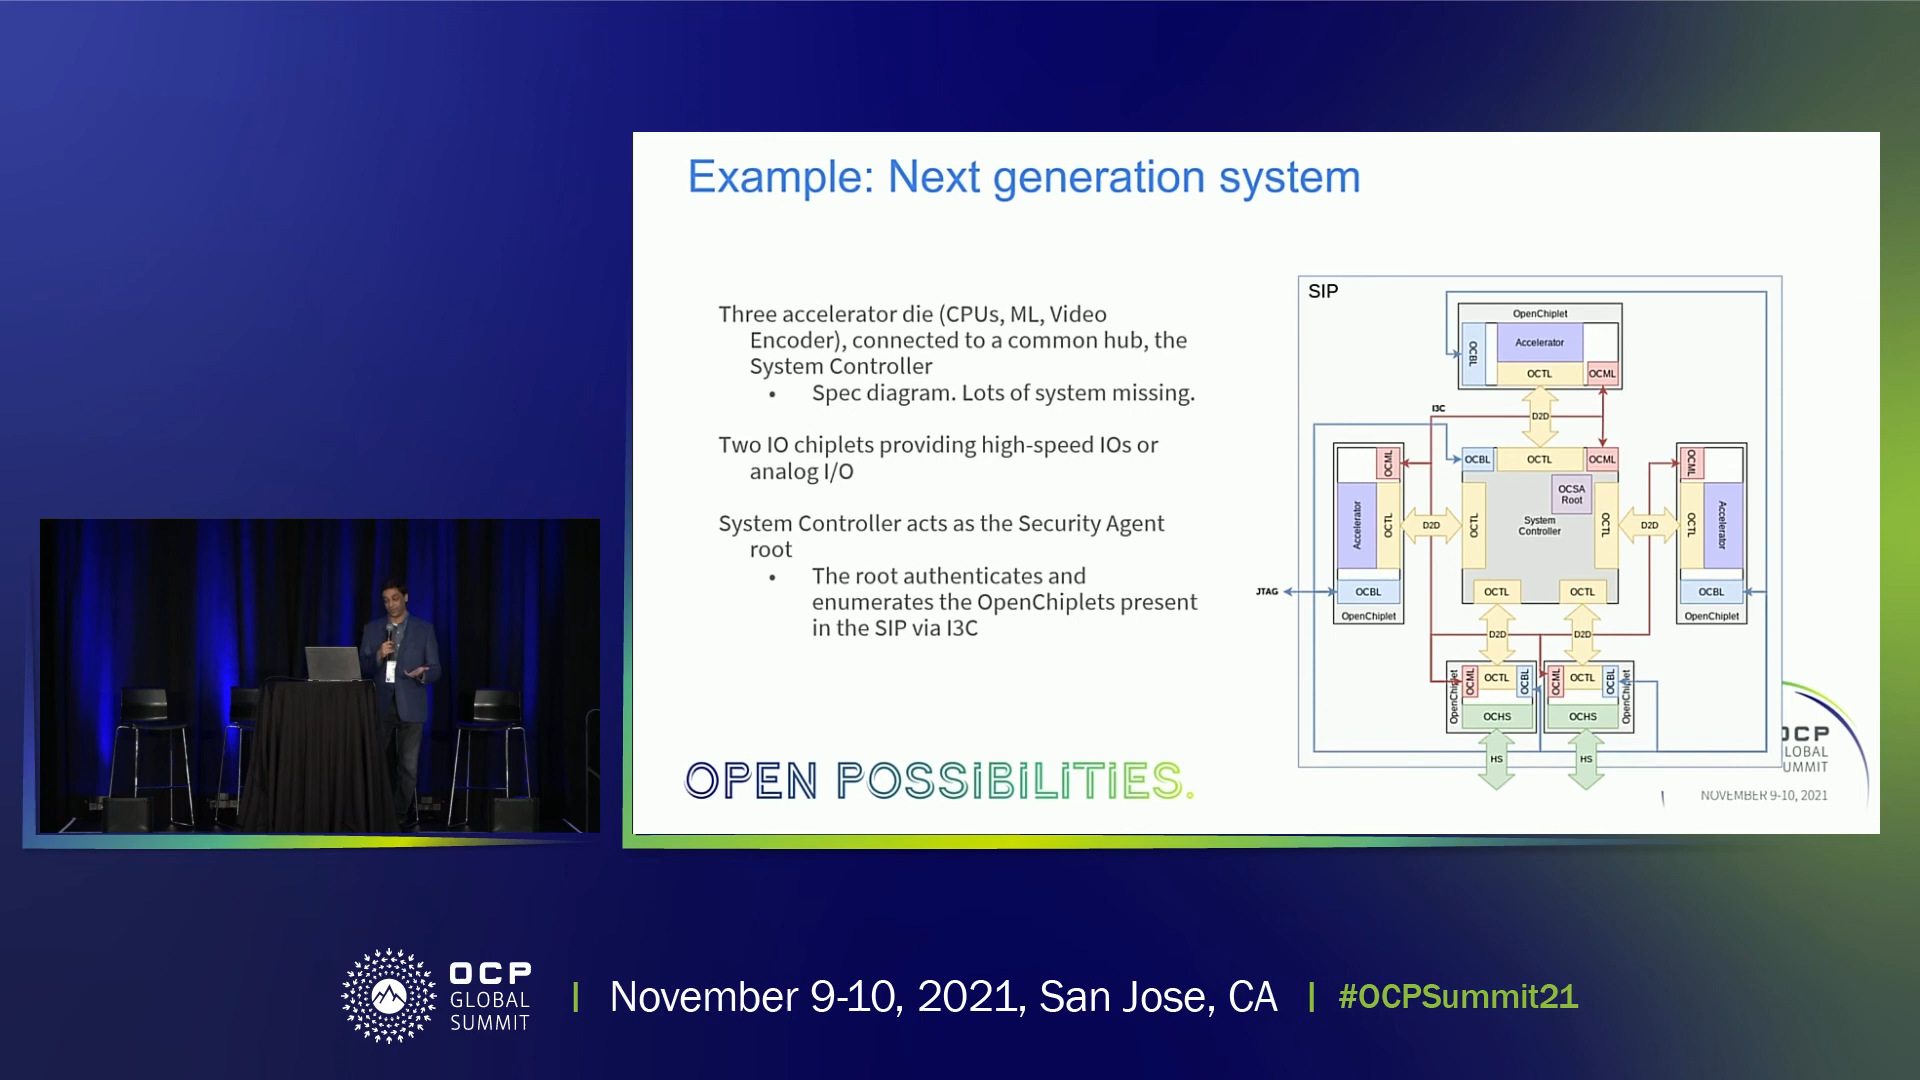 Example: Next generation system
Three accelerator die (CPUs, ML, Video
Encoder), connected to a common hub, the
System Controller
• Spec diagram. Lots of system missing.
Two IO chiplets providing high-speed IOs or
analog I/O
System Controller acts as the Security Agent
root
• The root authenticates and
enumerates the OpenChiplets present
in the SIP via I3C
OPEN POSSIBILITIES.
SIP
OpenChiplet
OCBL
Accelerator
OCTL
OCML
I3C
D2D
OCML
Accelerator
OCTL
OCBL
OpenChiplet
JTAG
D2D
OCBL
OCTL
OCML
OCSA
Root
OCTL
System
Controller
OCTL
OCTL
OCTL
D2D
OCML
OCTL
Accelerator
OCBL
OpenChiplet
D2D
D2D
OpenChiplet
OCML
OCTL
OCBL
OCHS
HS
OCML
OCTL
OCBL
OpenChiplet
OCHS
HS
OCP
LOBAL
UMMIT
NOVEMBER 9-10, 2021
OCP
GLOBAL
SUMMIT
November 9-10, 2021, San Jose, CA
#OCPSummit21